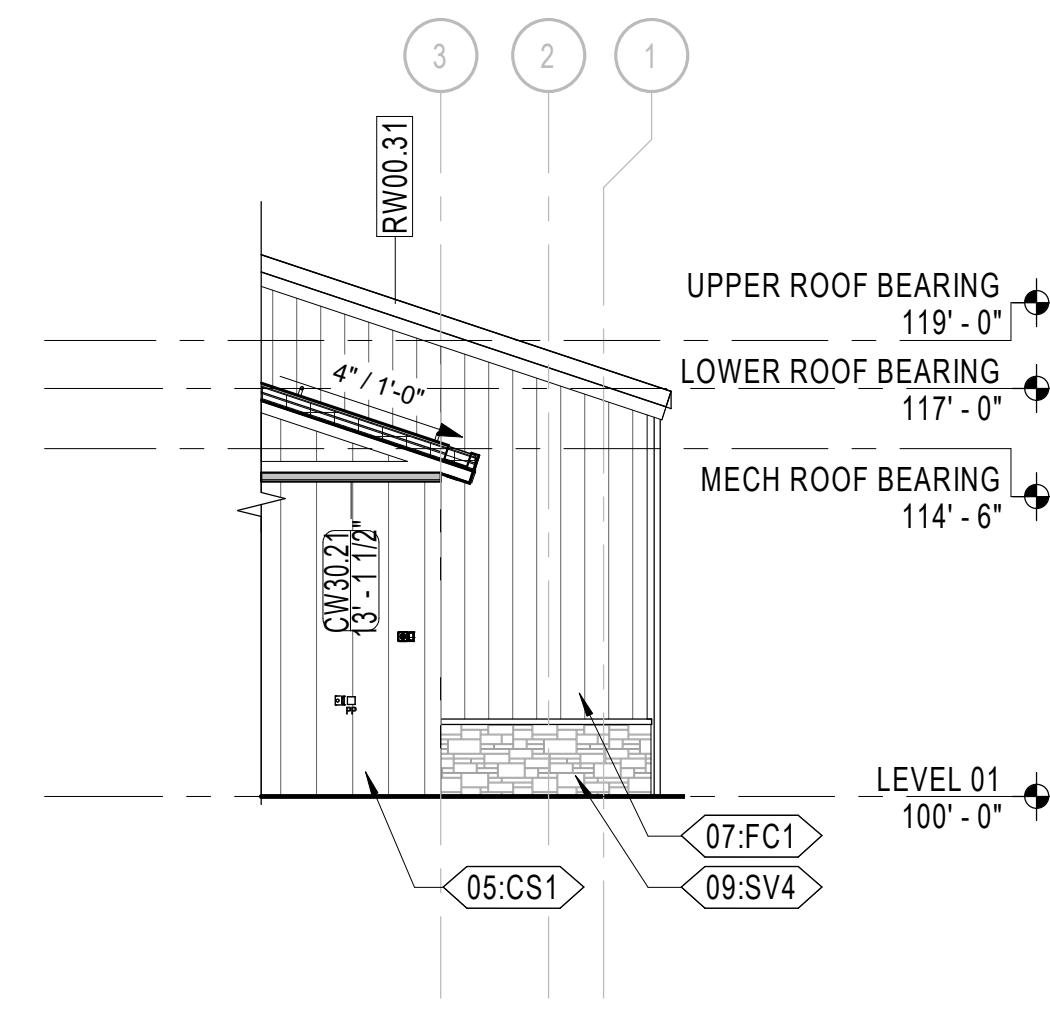 3
2
1
RW00.31
UPPER ROOF BEARING
119' - 0"
LOWER ROOF BEARING
117' - 0"
4" / 1'-0"
MECH ROOF BEARING
114' - 6"
CW30.21
13' - 1 1/2"
PP
LEVEL 01
100' - 0"
07:FC1
05:CS1
09:SV4